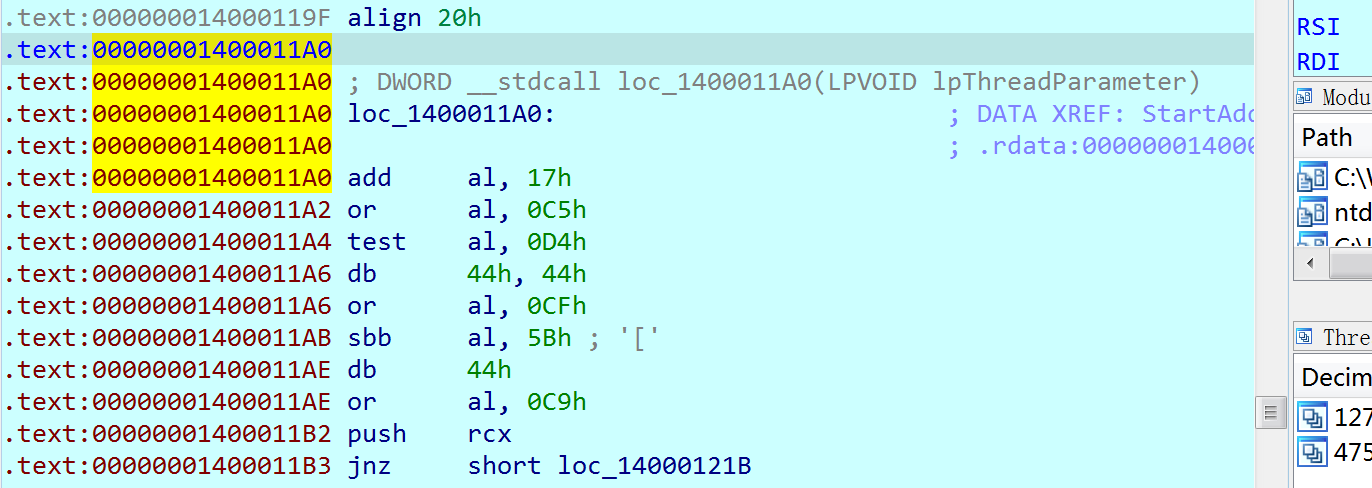 .text:000000014000119F align 20h
.text:00000001400011A0
.text:00000001400011A0 ; DWORD __stdcall loc_1400011A0(LPVOID lpThreadParameter)
.text:00000001400011A0 loc_1400011A0: ; DATA XREF: StartAdd
.text:00000001400011A0 ; .rdata:000000014000
.text:00000001400011A0 add al, 17h
.text:00000001400011A2 or al, 0C5h
.text:00000001400011A4 test al, 0D4h
.text:00000001400011A6 db 44h, 44h
.text:00000001400011A6 or al, 0CFh
.text:00000001400011AB sbb al, 5Bh ; '['
.text:00000001400011AE db 44h
.text:00000001400011AE or al, 0C9h
.text:00000001400011B2 push rcx
.text:00000001400011B3 jnz short loc_14000121B
RSI
RDI
Modu
Path
C:\
ntd
Thre
Decim
127
475